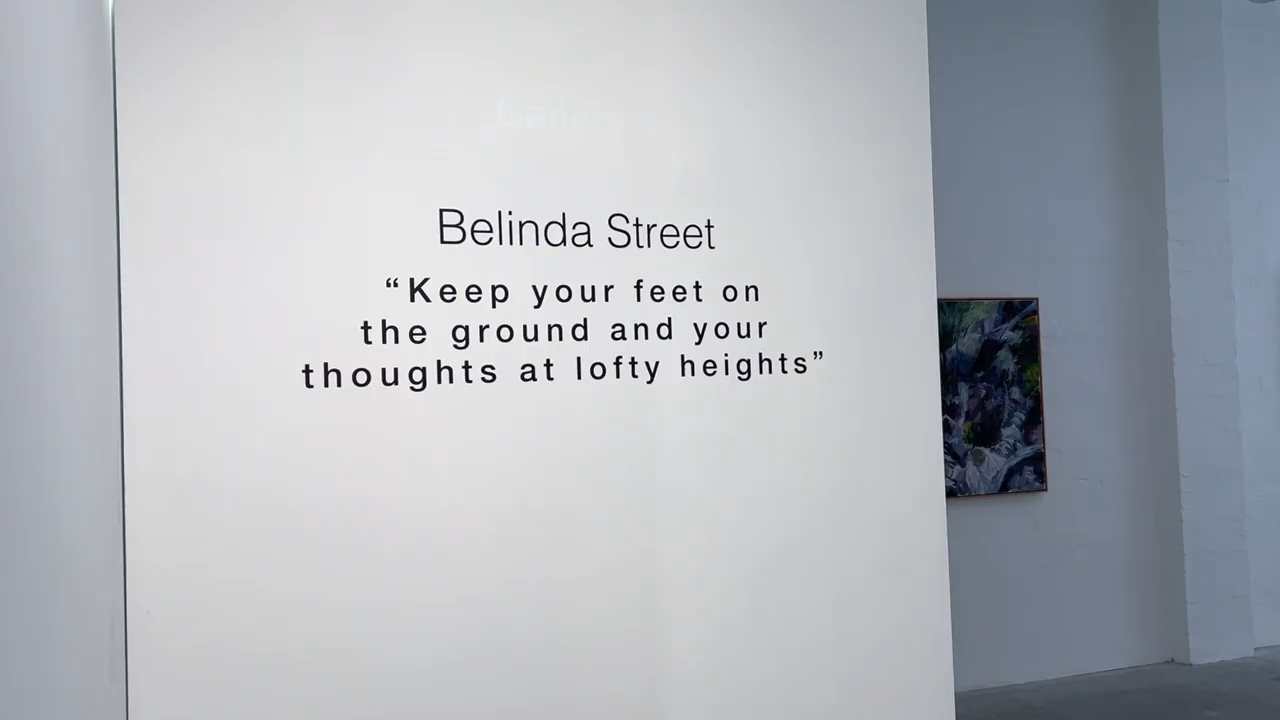 Belinda Street
“Keep your feet on
the ground and your
thoughts at lofty heights”